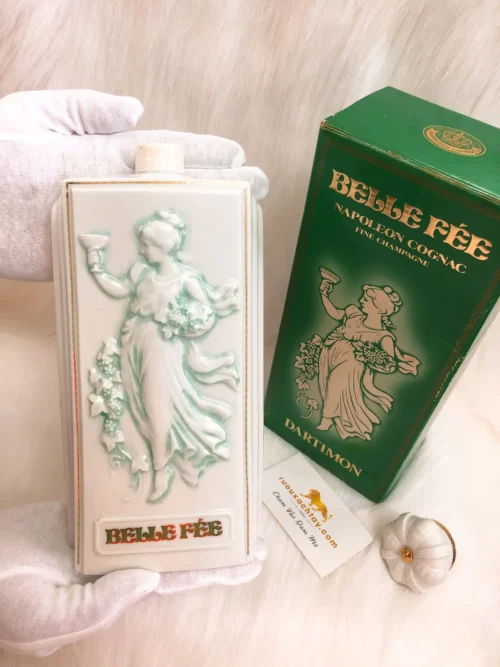 BELLE FÉE
BELLE FÉE
NAPOLEON COGNAC
FINE CHAMPAGNE
DARTIMON
ruouxachtay.com